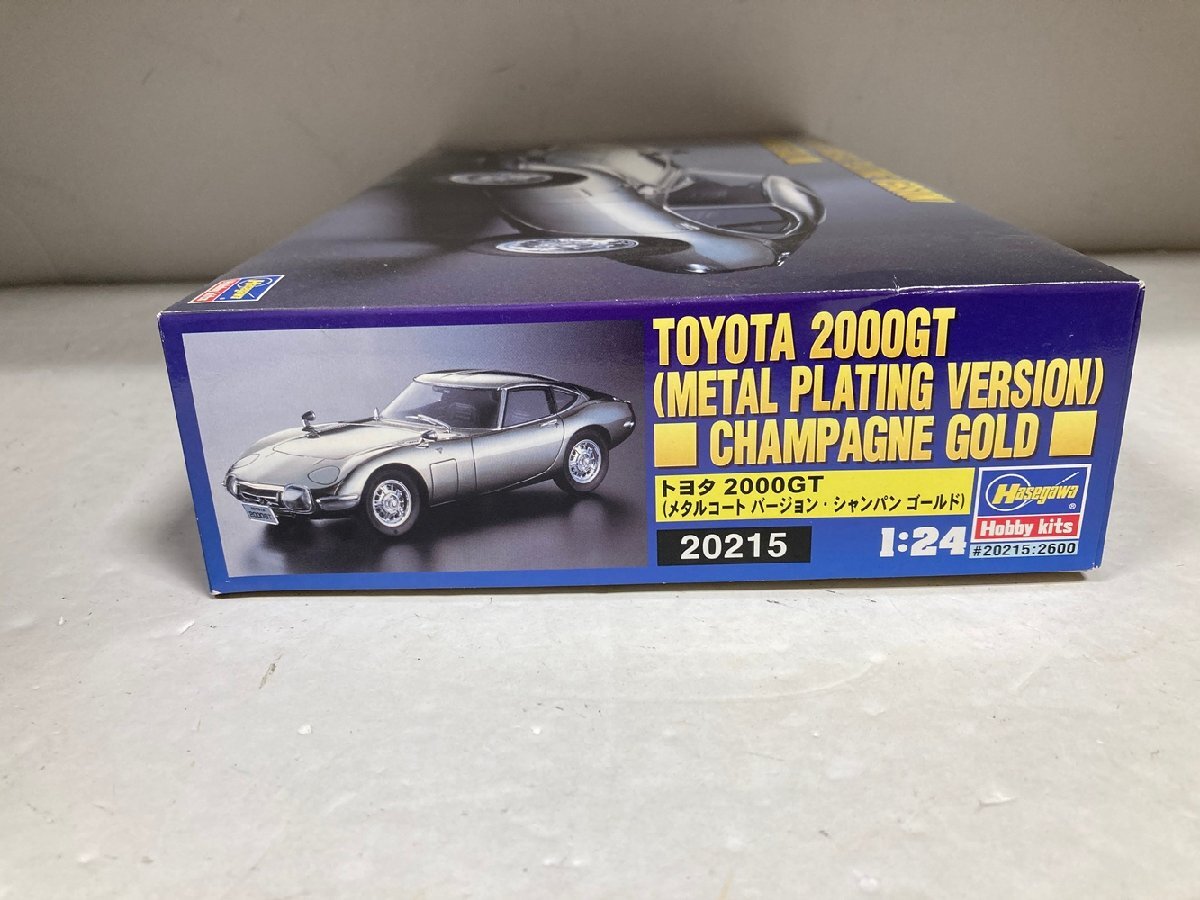 TOYOTA 2000GT
(METAL PLATING VERSION)
CHAMPAGNE GOLD
トヨタ 2000GT
(メタルコート バージョン・シャンパン ゴールド)
20215
1:24
Hasegawa
Hobby kits
#20215:2600
Hasegawa